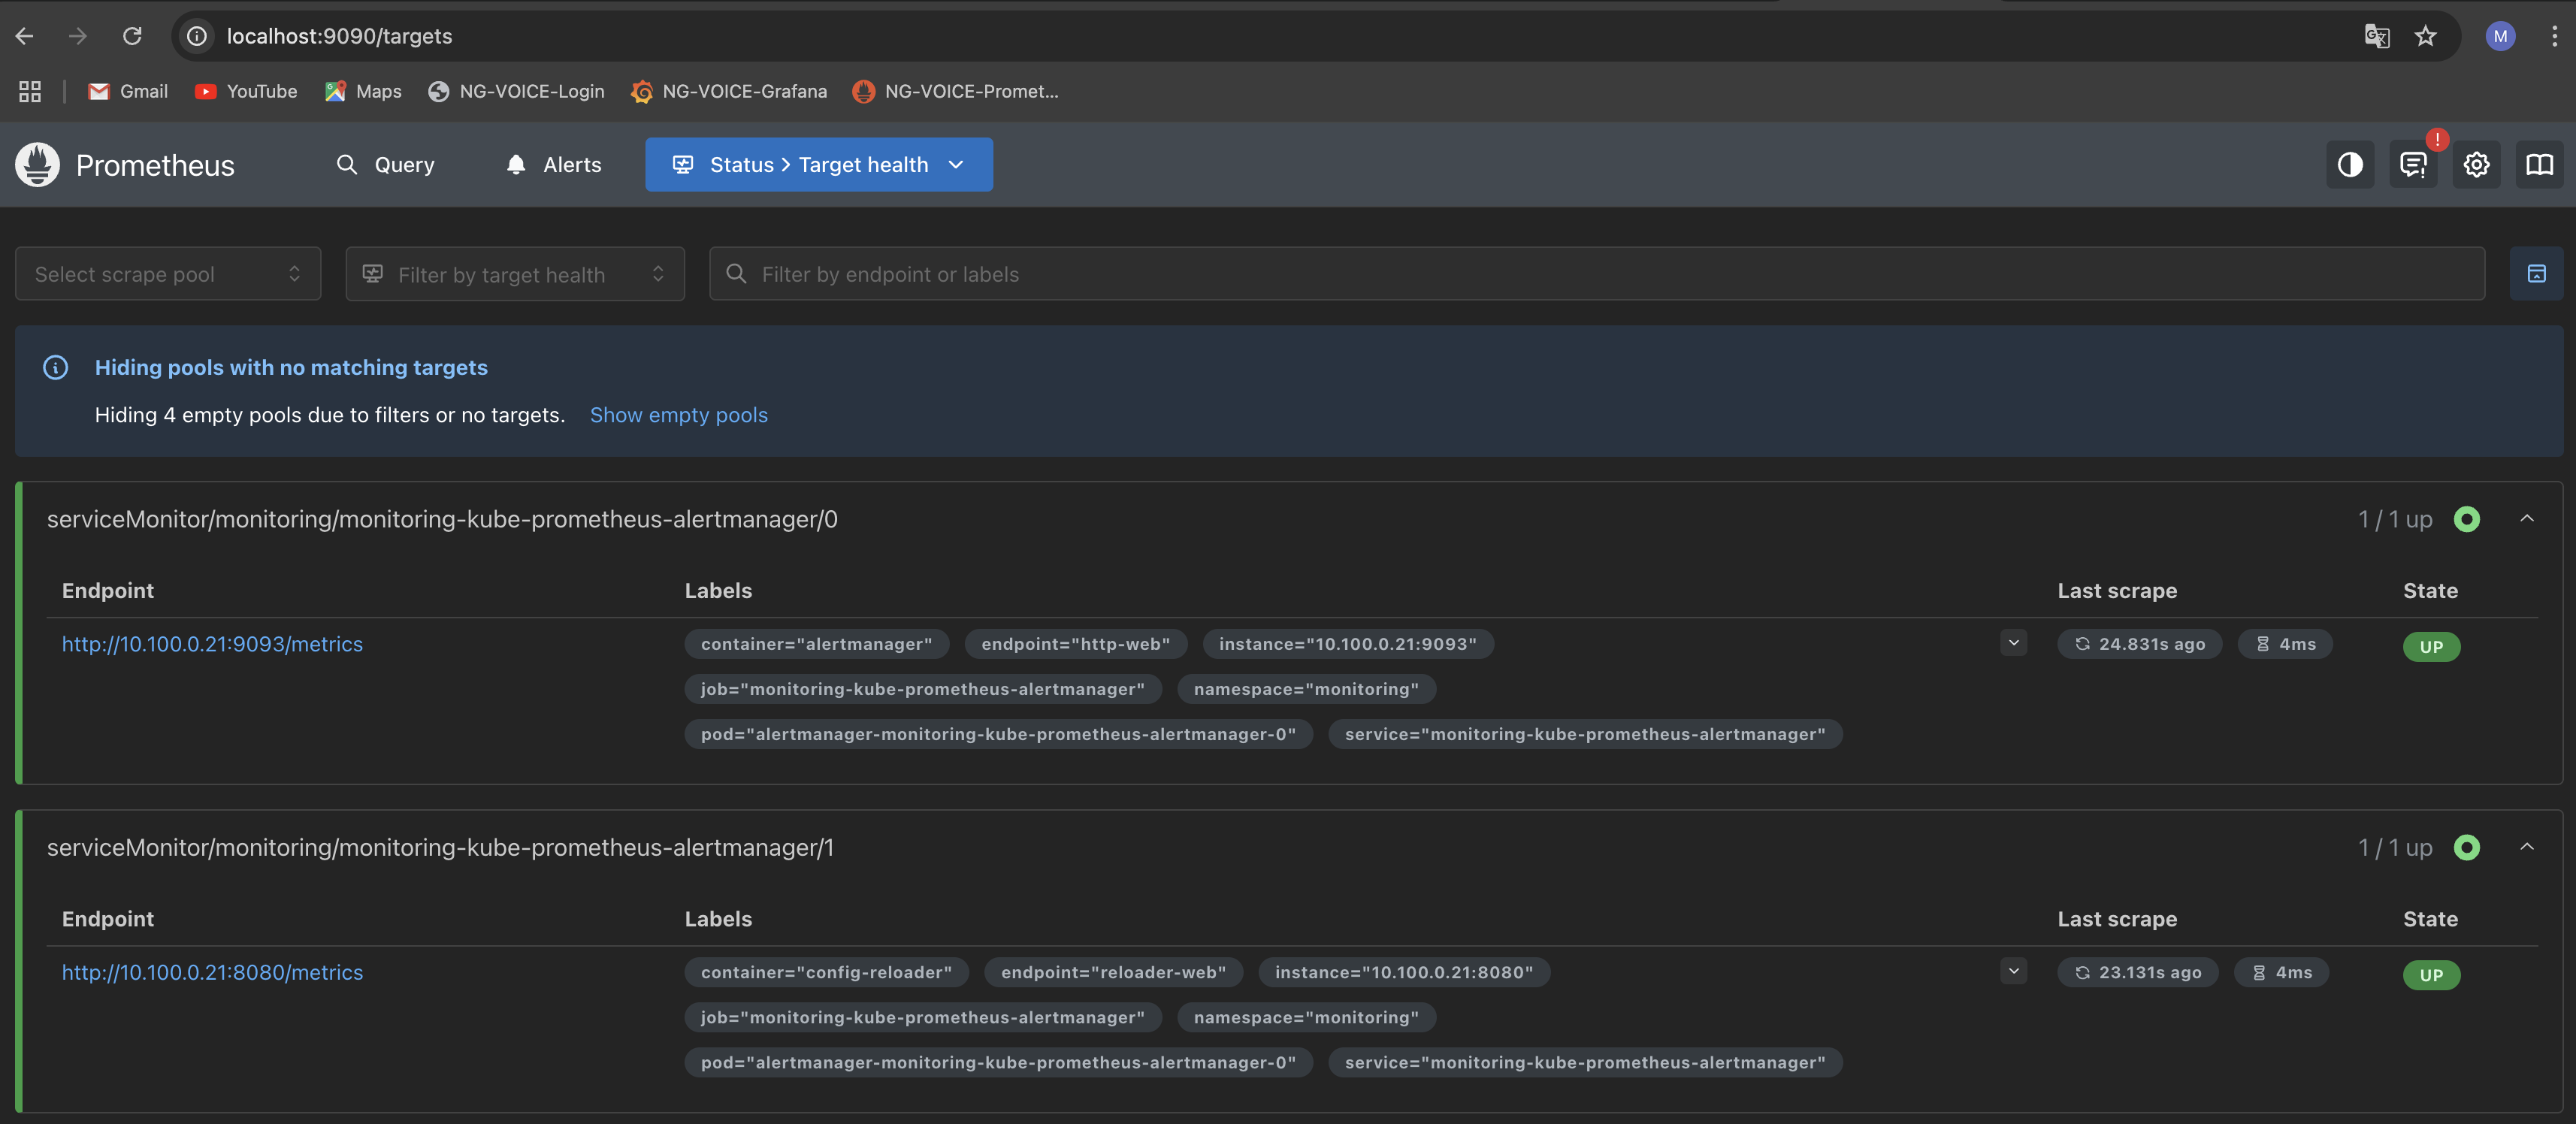 localhost:9090/targets
M
Gmail YouTube Maps NG-VOICE-Login NG-VOICE-Grafana NG-VOICE-Promet...
Prometheus Query Alerts Status > Target health
Select scrape pool Filter by target health Filter by endpoint or labels
Hiding pools with no matching targets
Hiding 4 empty pools due to filters or no targets. Show empty pools
serviceMonitor/monitoring/monitoring-kube-prometheus-alertmanager/0 1 / 1 up
Endpoint Labels Last scrape State
http://10.100.0.21:9093/metrics container="alertmanager" endpoint="http-web" instance="10.100.0.21:9093" 24.831s ago 4ms UP
job="monitoring-kube-prometheus-alertmanager" namespace="monitoring"
pod="alertmanager-monitoring-kube-prometheus-alertmanager-0" service="monitoring-kube-prometheus-alertmanager"
serviceMonitor/monitoring/monitoring-kube-prometheus-alertmanager/1 1 / 1 up
Endpoint Labels Last scrape State
http://10.100.0.21:8080/metrics container="config-reloader" endpoint="reloader-web" instance="10.100.0.21:8080" 23.131s ago 4ms UP
job="monitoring-kube-prometheus-alertmanager" namespace="monitoring"
pod="alertmanager-monitoring-kube-prometheus-alertmanager-0" service="monitoring-kube-prometheus-alertmanager"